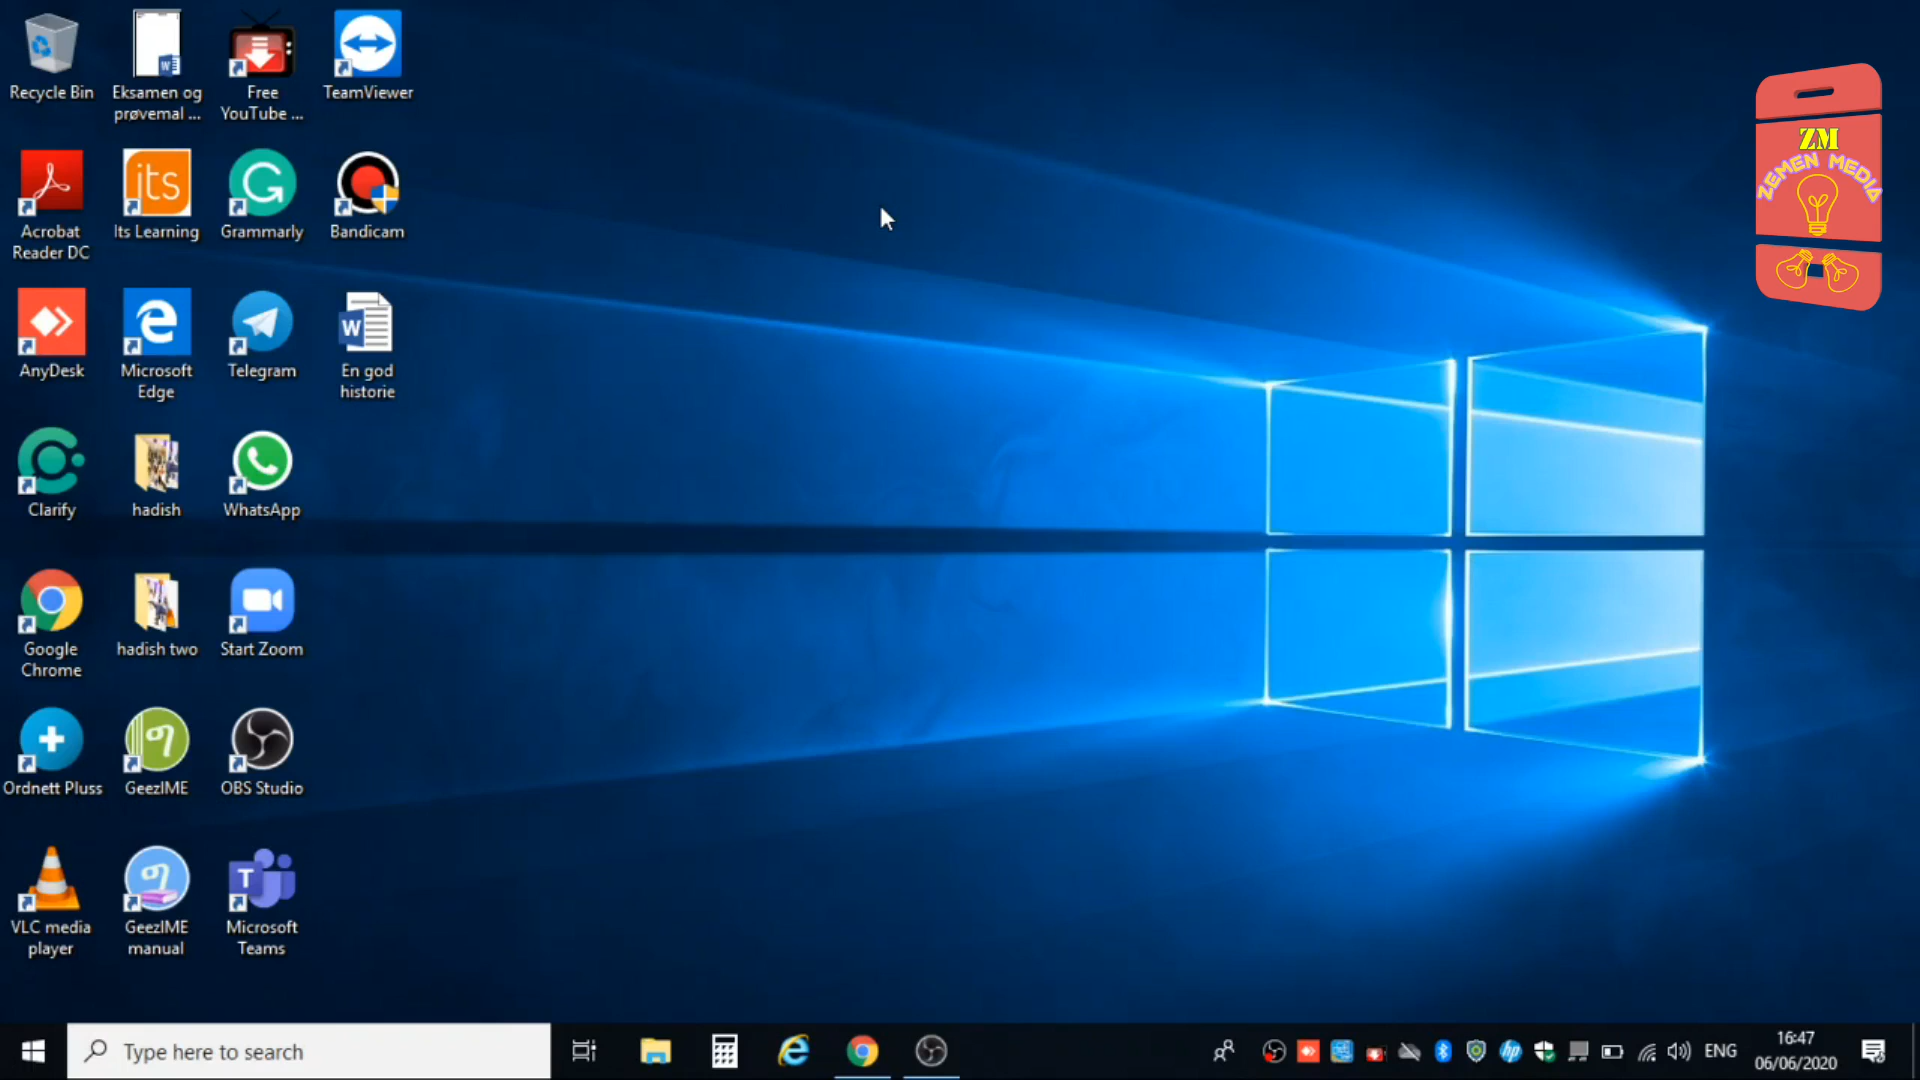 Recycle Bin
Eksamen og
prøvemal ...
Free
YouTube ...
TeamViewer
ZM
ZEMEN MEDIA
its
Acrobat
Reader DC
Its Learning
Grammarly
Bandicam
W
AnyDesk
Microsoft
Edge
Telegram
En god
historie
Clarify
hadish
WhatsApp
Google
Chrome
hadish two
Start Zoom
Ordnett Pluss
GeezIME
OBS Studio
T
VLC media
player
GeezIME
manual
Microsoft
Teams
Type here to search
hp
ENG
16:47
06/06/2020